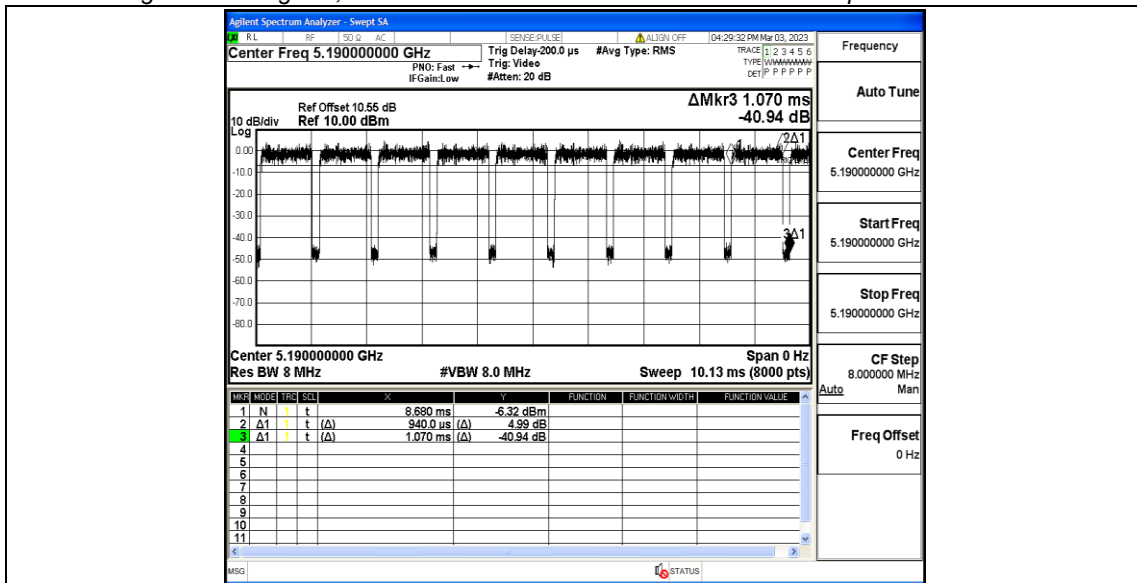 Agilent Spectrum Analyzer - Swept SA
RL RF 50 Ω AC SENSE:PULSE ALIGN OFF 04:29:32 PM Mar 03, 2023
Center Freq 5.190000000 GHz Trig Delay-200.0 µs #Avg Type: RMS TRACE 1 2 3 4 5 6
PNO: Fast Trig: Video TYPE
IFGain:Low #Atten: 20 dB DET P P P P P P
Frequency
Auto Tune
ΔMkr3 1.070 ms
Ref Offset 10.55 dB
10 dB/div Ref 10.00 dBm -40.94 dB
Log
0.00
-10.0
-20.0
-30.0
-40.0
-50.0
-60.0
-70.0
-80.0
1
2Δ1
3Δ1
Center Freq
5.190000000 GHz
Start Freq
5.190000000 GHz
Stop Freq
5.190000000 GHz
Center 5.190000000 GHz Span 0 Hz
Res BW 8 MHz #VBW 8.0 MHz Sweep 10.13 ms (8000 pts)
CF Step
8.000000 MHz
Auto Man
MKR MODE TRC SCL X Y FUNCTION FUNCTION WIDTH FUNCTION VALUE
1 N 1 t 8.680 ms -6.32 dBm
2 Δ1 1 t (Δ) 940.0 µs (Δ) 4.99 dB
3 Δ1 1 t (Δ) 1.070 ms (Δ) -40.94 dB
4
5
6
7
8
9
10
11
Freq Offset
0 Hz
MSG STATUS